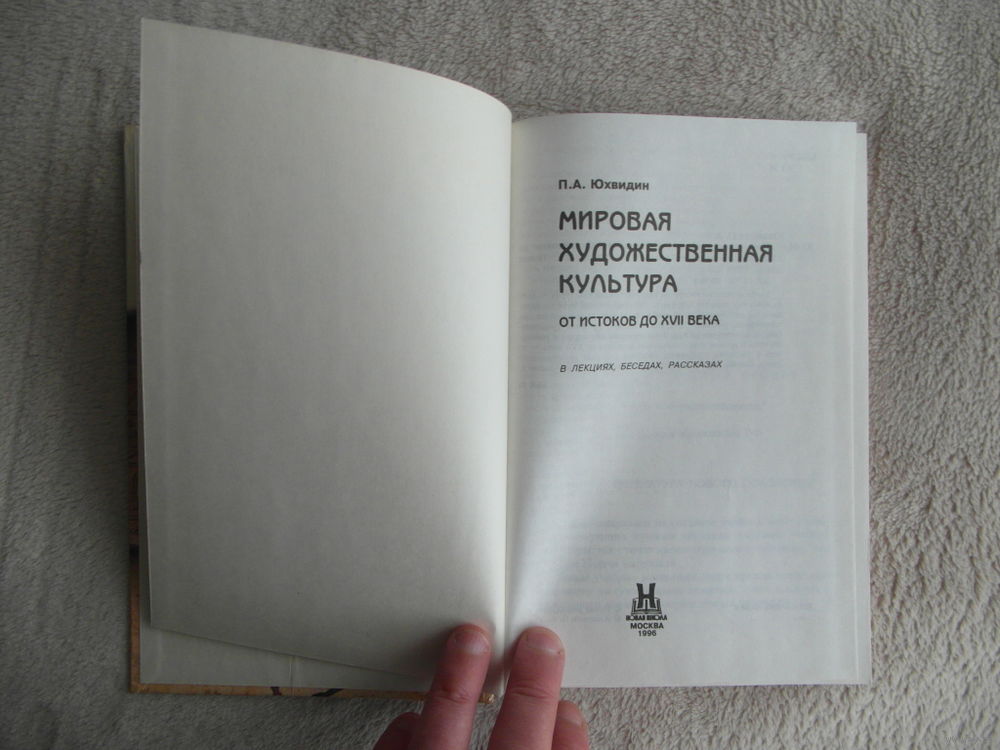 П.А. Юхвидин
МИРОВАЯ
ХУДОЖЕСТВЕННАЯ
КУЛЬТУРА
ОТ ИСТОКОВ ДО XVII ВЕКА
В ЛЕКЦИЯХ, БЕСЕДАХ, РАССКАЗАХ
НОВАЯ ШКОЛА
МОСКВА
1996